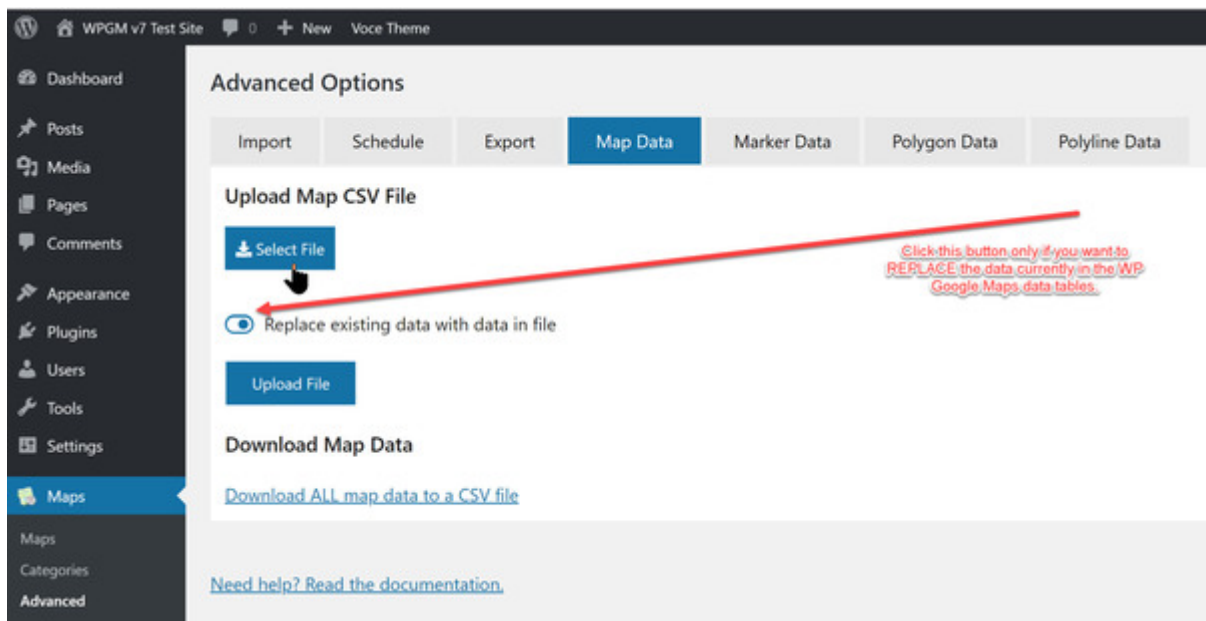 WPGM v7 Test Site 0 + New Voce Theme
Dashboard
Posts
Media
Pages
Comments
Appearance
Plugins
Users
Tools
Settings
Maps
Maps
Categories
Advanced
Advanced Options
Import Schedule Export Map Data Marker Data Polygon Data Polyline Data
Upload Map CSV File
Select File
Click this button only if you want to
REPLACE the data currently in the WP
Google Maps data tables.
Replace existing data with data in file
Upload File
Download Map Data
Download ALL map data to a CSV file
Need help? Read the documentation.